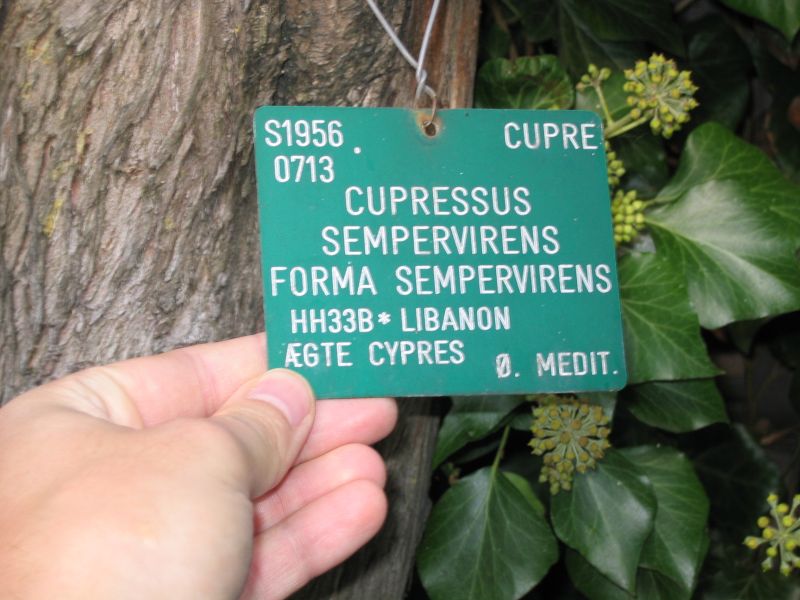 S1956 . CUPRE
0713
CUPRESSUS
SEMPERVIRENS
FORMA SEMPERVIRENS
HH33B* LIBANON
ÆGTE CYPRES Ø. MEDIT.